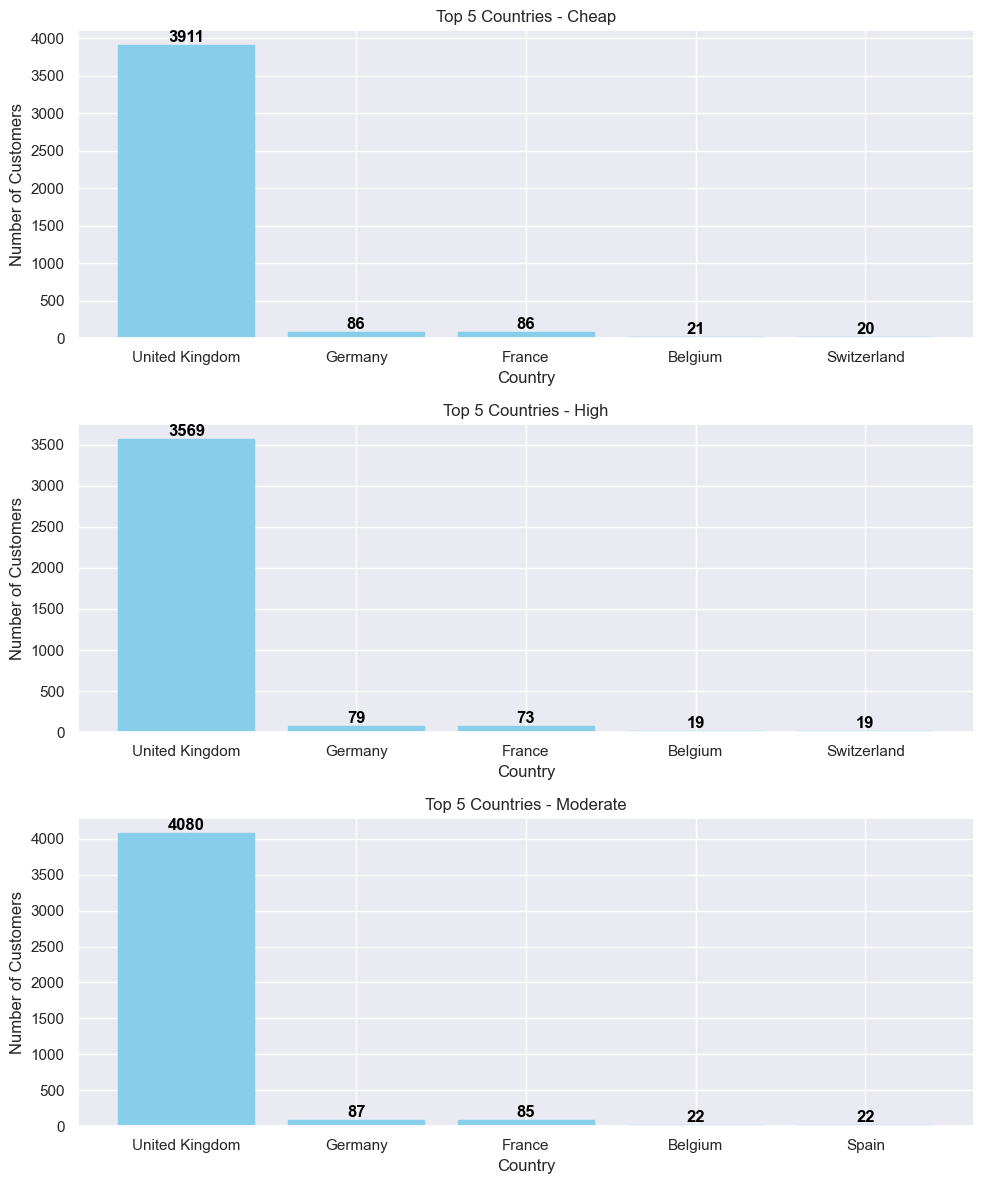 Top 5 Countries - Cheap
Number of Customers
4000
3500
3000
2500
2000
1500
1000
500
0
3911
86
86
21
20
United Kingdom
Germany
France
Belgium
Switzerland
Country
Top 5 Countries - High
Number of Customers
3500
3000
2500
2000
1500
1000
500
0
3569
79
73
19
19
United Kingdom
Germany
France
Belgium
Switzerland
Country
Top 5 Countries - Moderate
Number of Customers
4000
3500
3000
2500
2000
1500
1000
500
0
4080
87
85
22
22
United Kingdom
Germany
France
Belgium
Spain
Country